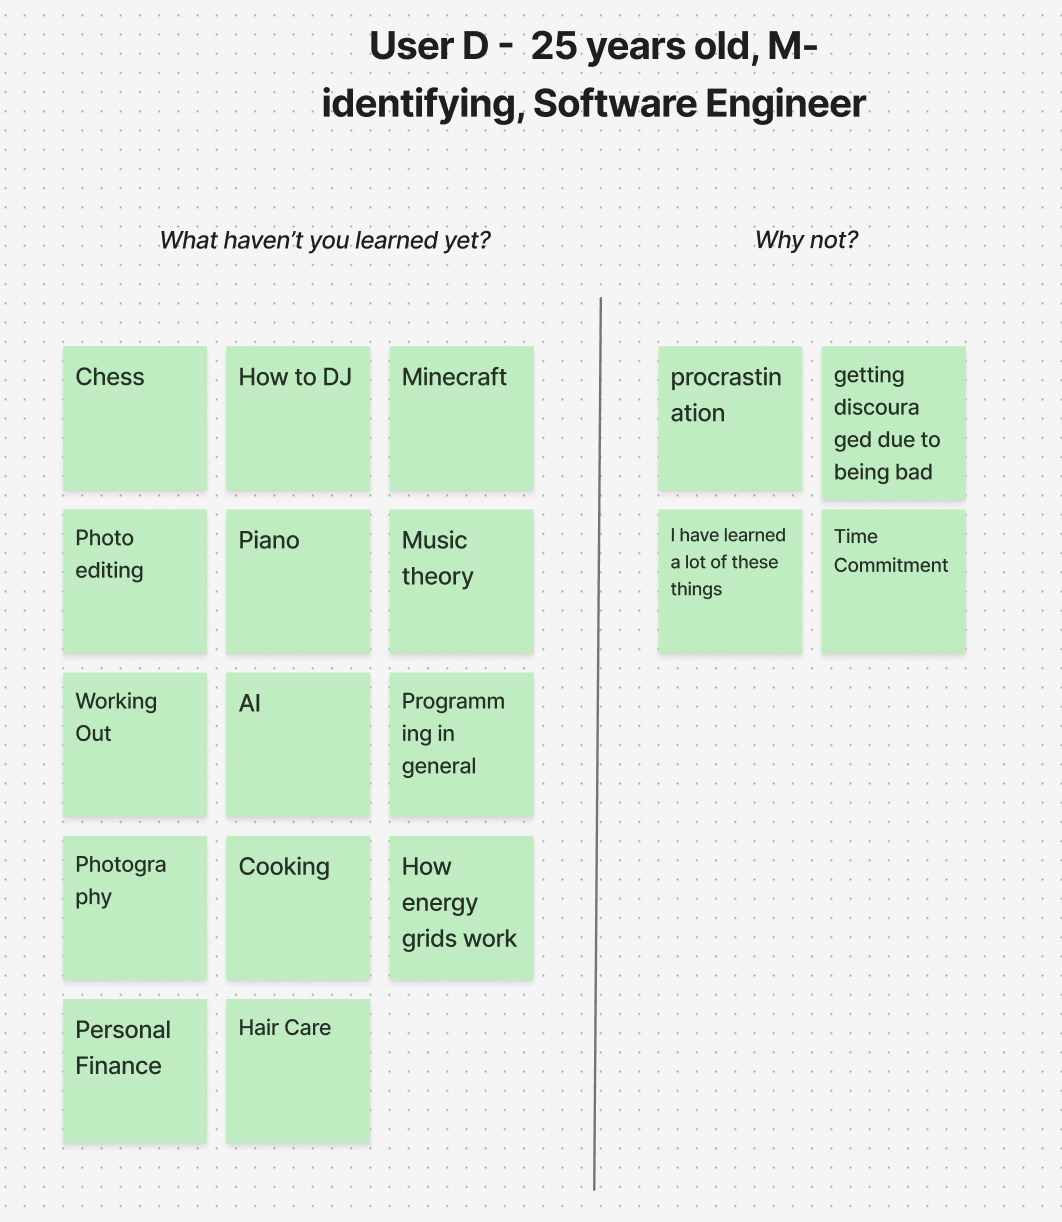 User D -  25 years old, M-
identifying, Software Engineer
What haven't you learned yet?
Why not?
Chess
How to DJ
Minecraft
Photo
editing
Piano
Music
theory
Working
Out
AI
Programm
ing in
general
Photogra
phy
Cooking
How
energy
grids work
Personal
Finance
Hair Care
procrastin
ation
getting
discoura
ged due to
being bad
I have learned
a lot of these
things
Time
Commitment